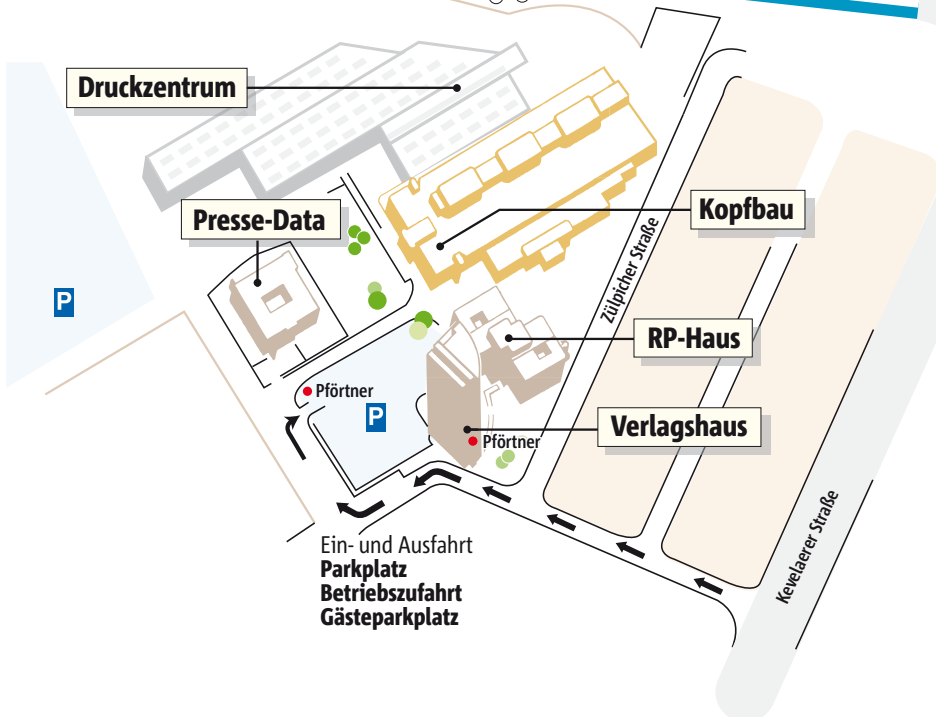 Druckzentrum
Presse-Data
Kopfbau
Zülpicher Straße
P
RP-Haus
Pförtner
P
Verlagshaus
Pförtner
Ein- und Ausfahrt
Parkplatz
Betriebszufahrt
Gästeparkplatz
Kevelaerer Straße